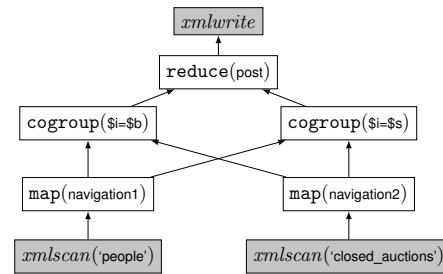 xmlwrite
reduce(post)
cogroup($i=$b) cogroup($i=$s)
map(navigation1) map(navigation2)
xmlscan(‘people’) xmlscan(‘closed_auctions’)